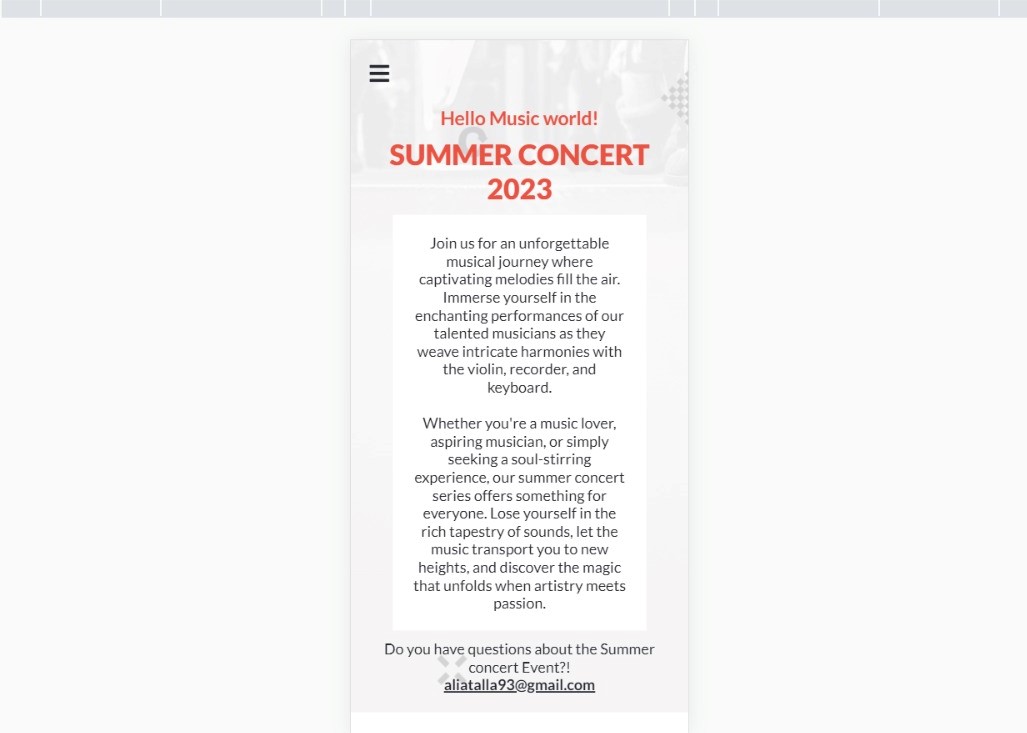 Hello Music world!
SUMMER CONCERT
2023
Join us for an unforgettable
musical journey where
captivating melodies fill the air.
Immerse yourself in the
enchanting performances of our
talented musicians as they
weave intricate harmonies with
the violin, recorder, and
keyboard.
Whether you're a music lover,
aspiring musician, or simply
seeking a soul-stirring
experience, our summer concert
series offers something for
everyone. Lose yourself in the
rich tapestry of sounds, let the
music transport you to new
heights, and discover the magic
that unfolds when artistry meets
passion.
Do you have questions about the Summer
concert Event?!
aliatalla93@gmail.com